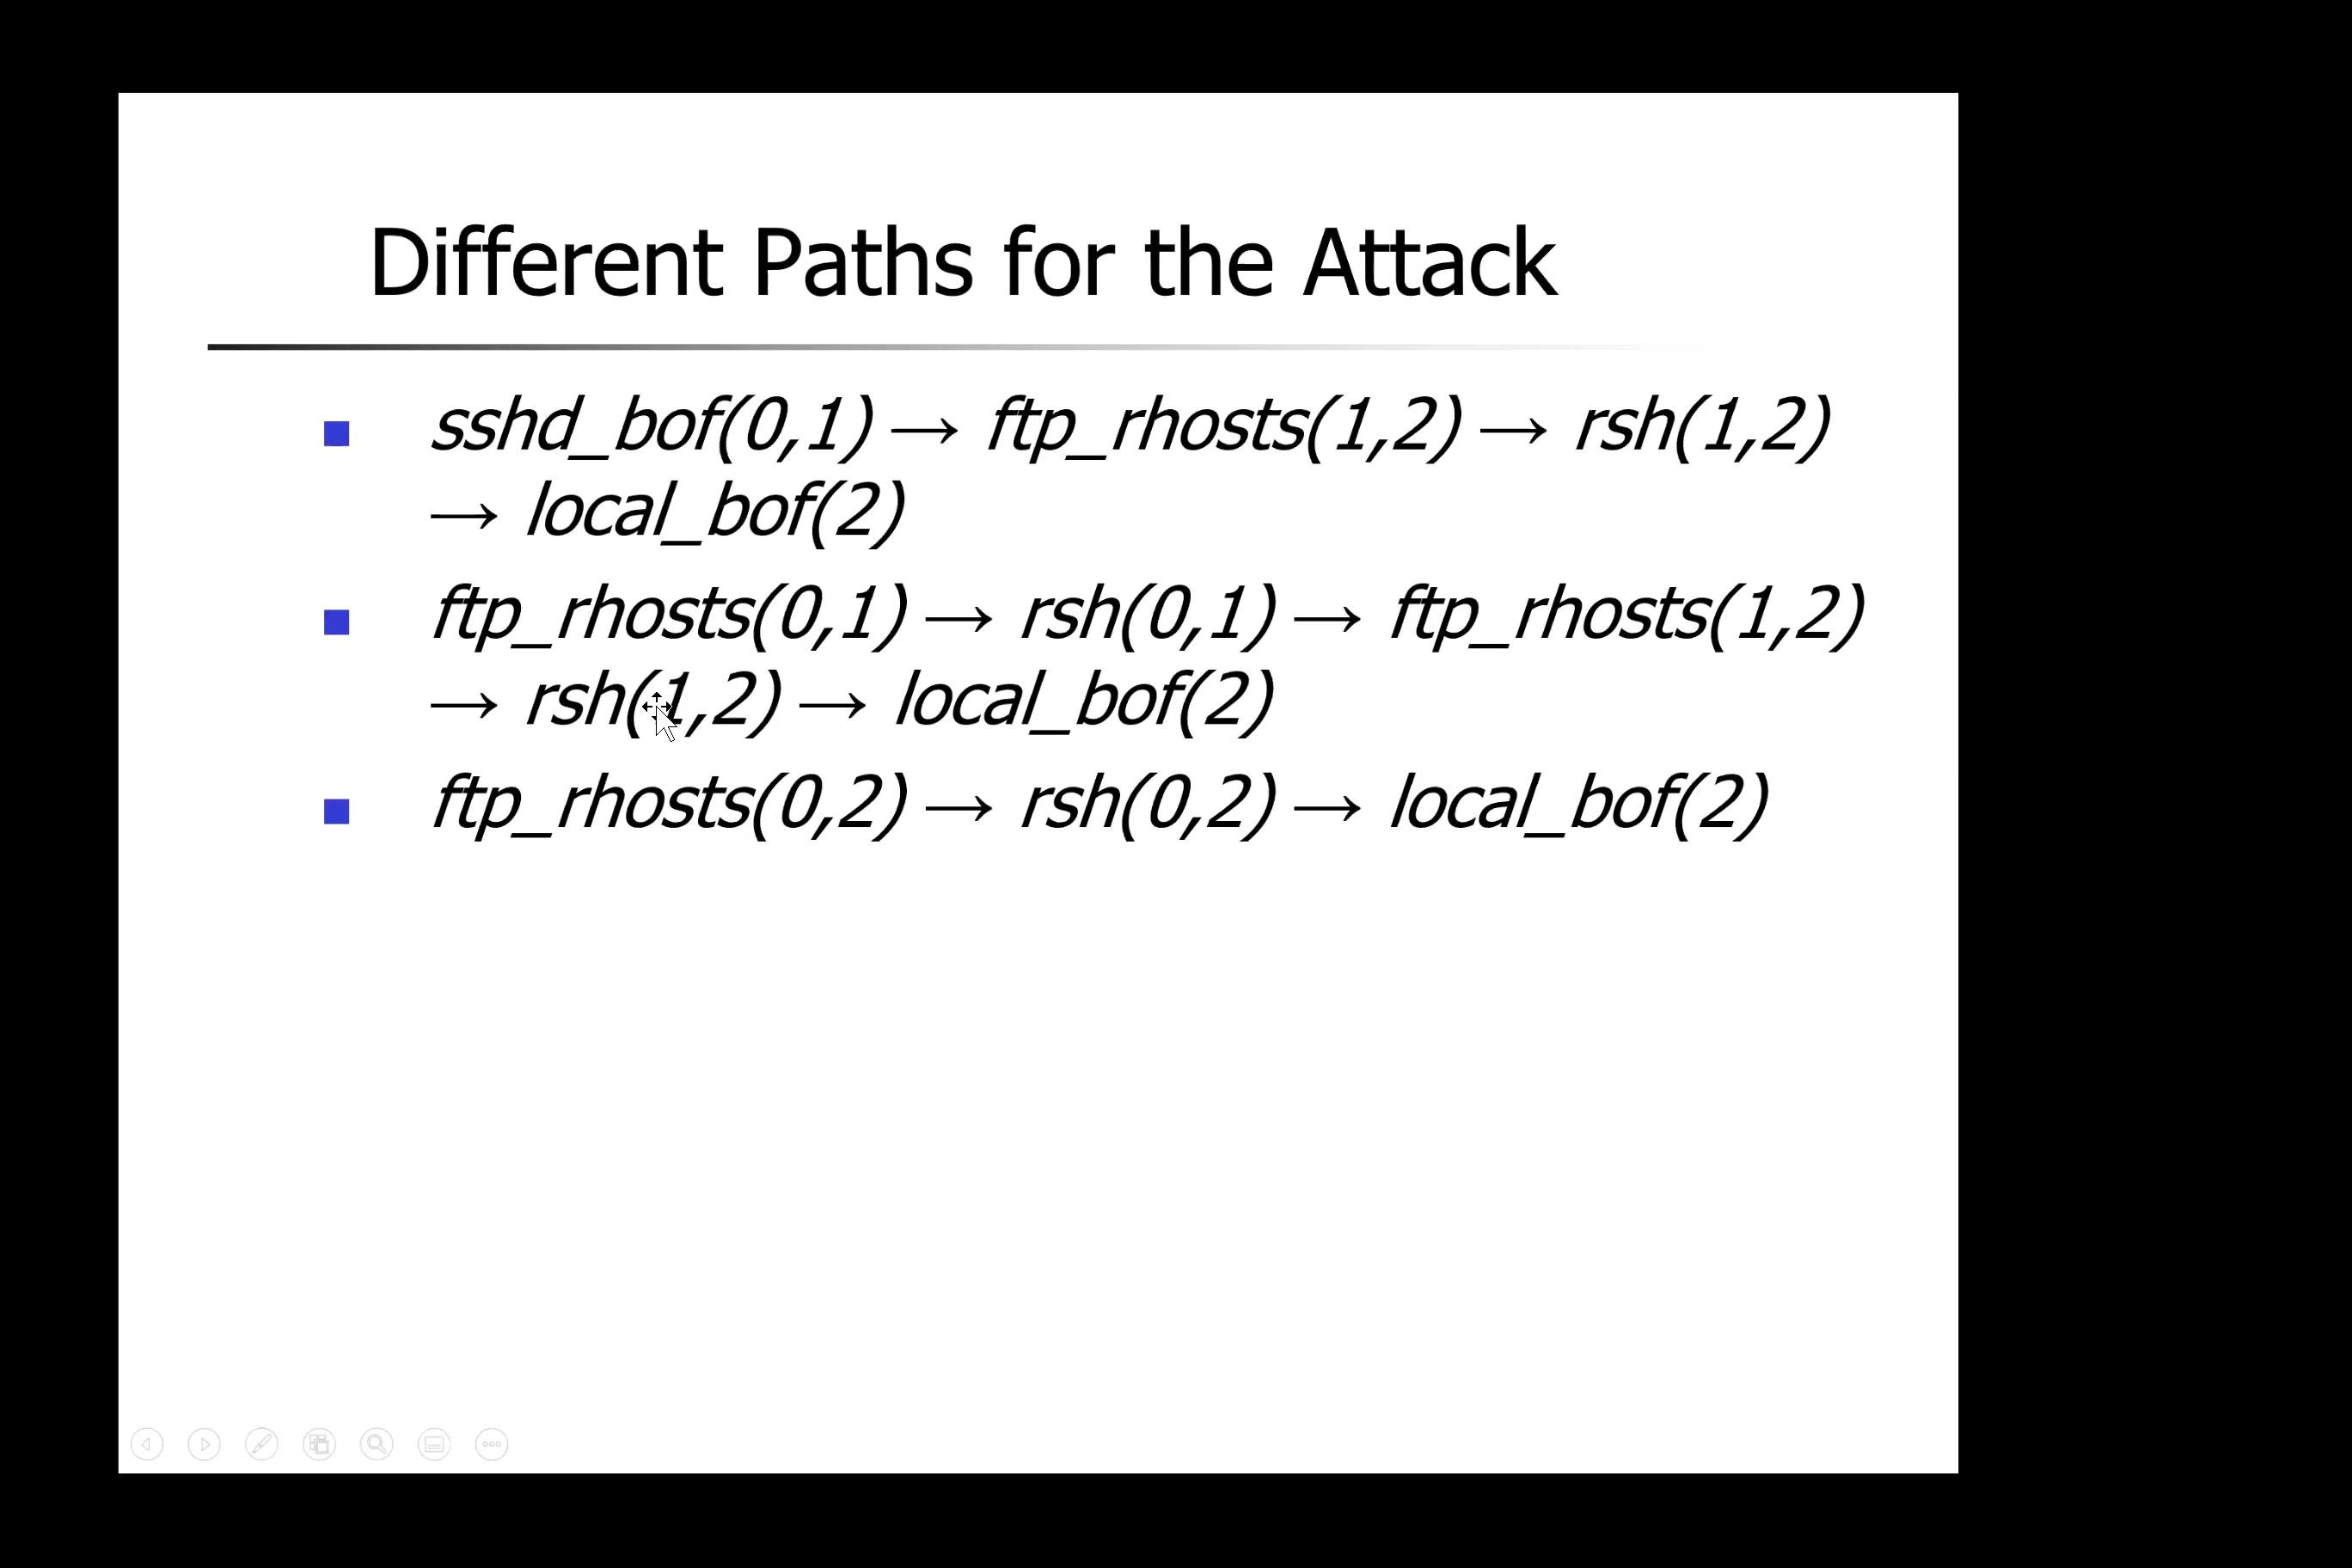 Different Paths for the Attack
sshd_bof(0,1) → ftp_rhosts(1,2) → rsh(1,2)
→ local_bof(2)
ftp_rhosts(0,1) → rsh(0,1) → ftp_rhosts(1,2)
→ rsh(1,2) → local_bof(2)
ftp_rhosts(0,2) → rsh(0,2) → local_bof(2)